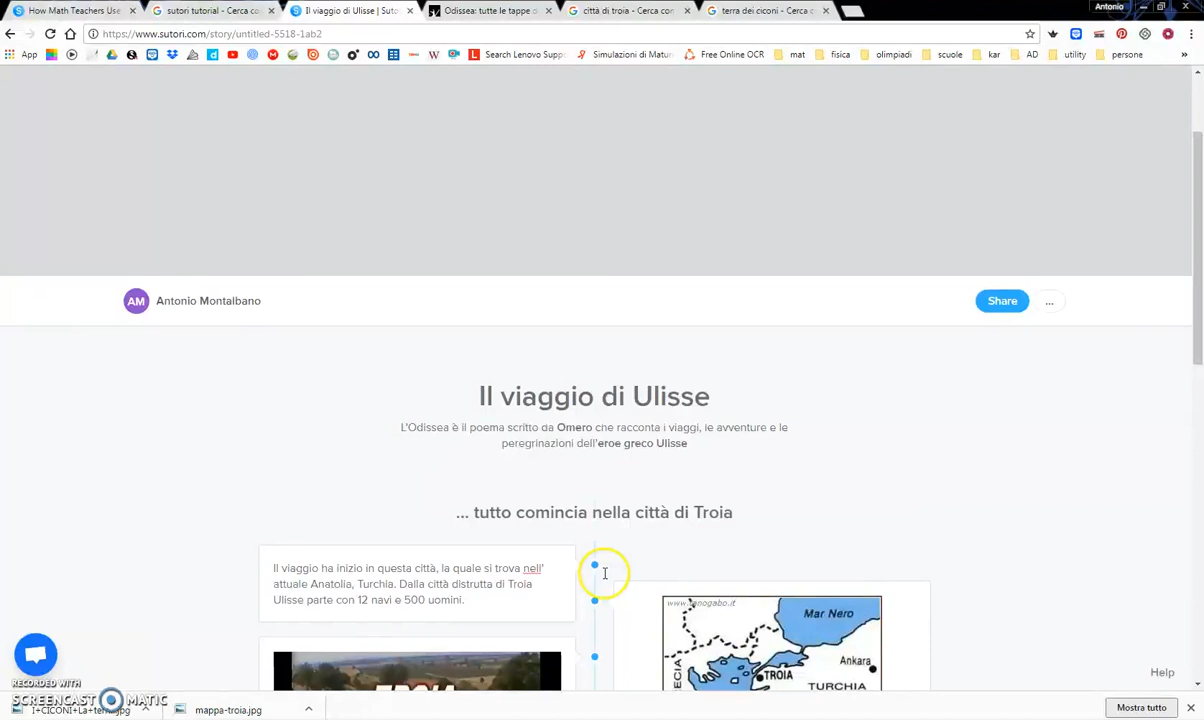 Antonio
How Math Teachers Use
sutori tutorial - Cerca co
Il viaggio di Ulisse | Suto
Odissea: tutte le tappe d
città di troia - Cerca con
terra dei ciconi - Cerca c
https://www.sutori.com/story/untitled-5518-1ab2
App
Search Lenovo Supp
Simulazioni di Matur
Free Online OCR
mat
fisica
olimpiadi
scuole
kar
AD
utility
persone
»
AM
Antonio Montalbano
Share
...
Il viaggio di Ulisse
L'Odissea è il poema scritto da Omero che racconta i viaggi, le avventure e le
peregrinazioni dell'eroe greco Ulisse
... tutto comincia nella città di Troia
Il viaggio ha inizio in questa città, la quale si trova nell'
attuale Anatolia, Turchia. Dalla città distrutta di Troia
Ulisse parte con 12 navi e 500 uomini.
Mar Nero
Ankara
TROIA
TURCHIA
GRECIA
TROIA
Help
RECORDED WITH
SCREENCAST MATIC
I+CICONI+La+terra.jpg
mappa-troia.jpg
Mostra tutto